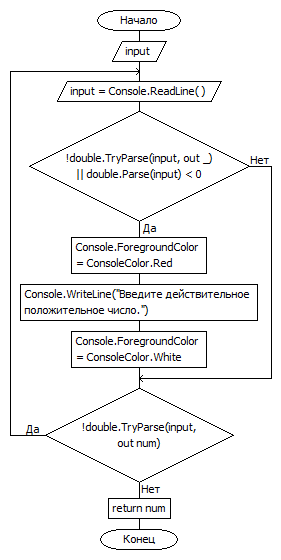 Начало
input
input = Console.ReadLine( )
!double.TryParse(input, out _)
|| double.Parse(input) < 0
Нет
Да
Console.ForegroundColor
= ConsoleColor.Red
Console.WriteLine("Введите действительное
положительное число.")
Console.ForegroundColor
= ConsoleColor.White
!double.TryParse(input,
out num)
Да
Нет
return num
Конец